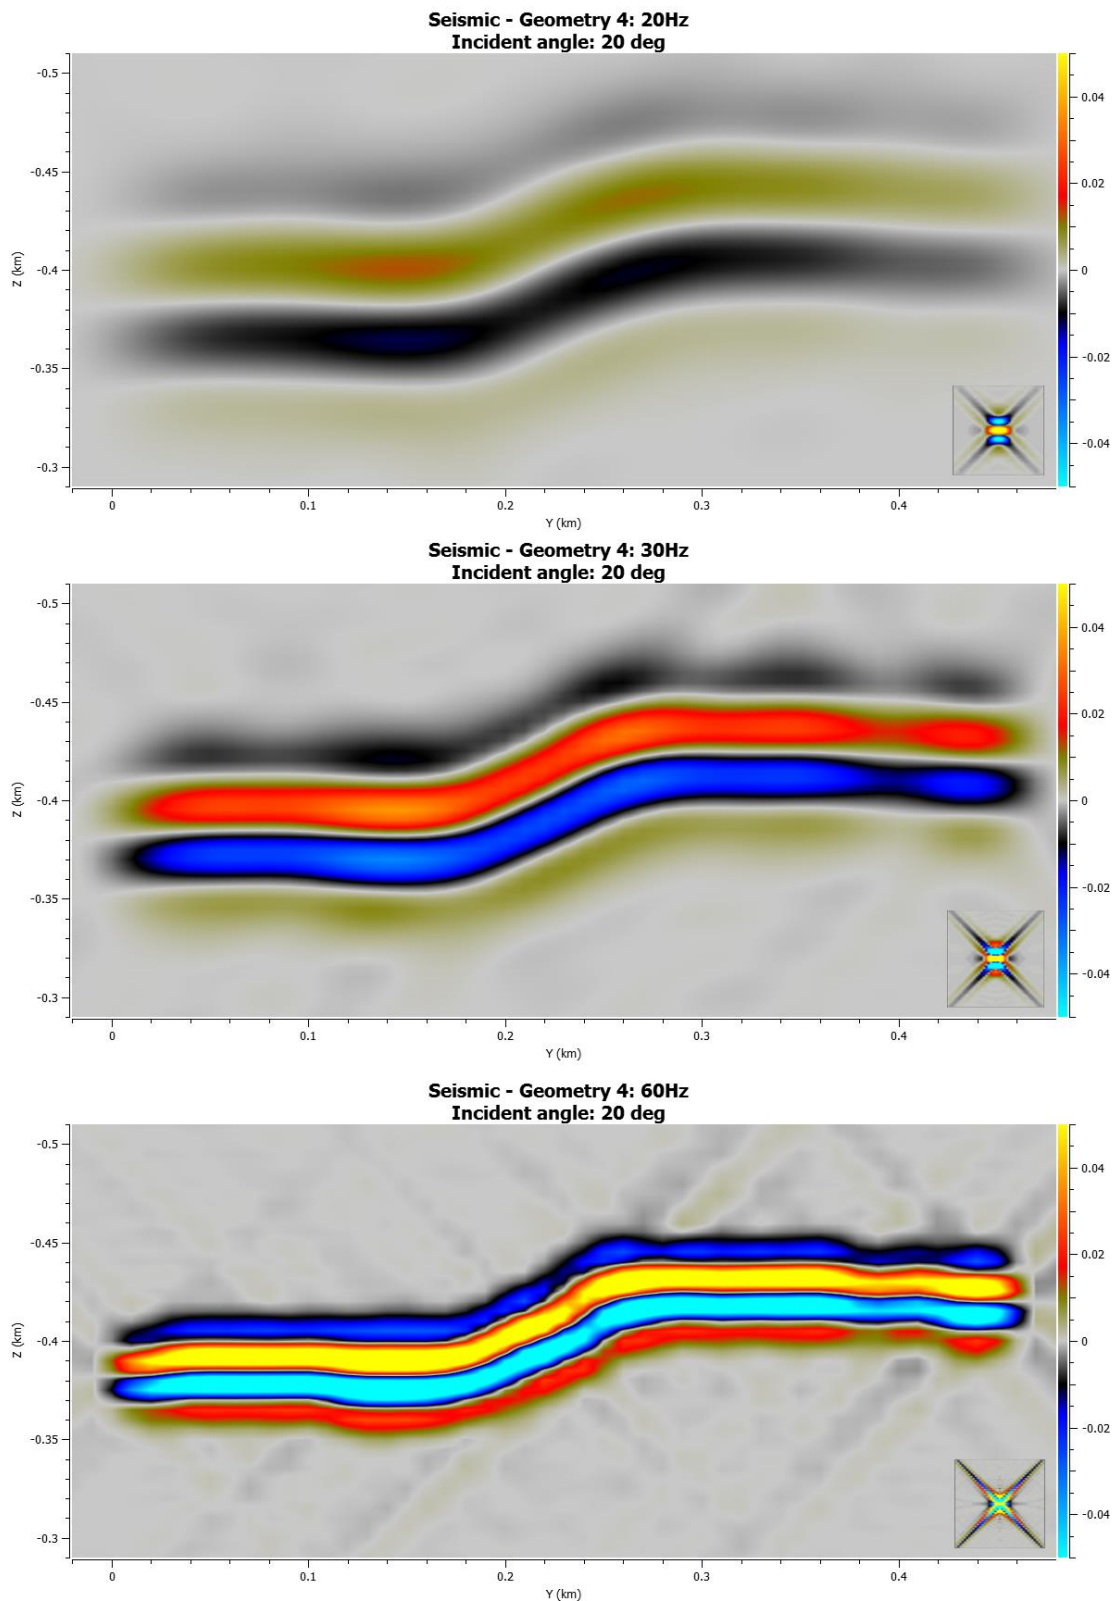 Seismic - Geometry 4: 20Hz
Incident angle: 20 deg
-0.5
-0.45
-0.4
-0.35
-0.3
Z (km)
0 0.1 0.2 0.3 0.4
Y (km)
0.04
0.02
0
-0.02
-0.04
Seismic - Geometry 4: 30Hz
Incident angle: 20 deg
-0.5
-0.45
-0.4
-0.35
-0.3
Z (km)
0 0.1 0.2 0.3 0.4
Y (km)
0.04
0.02
0
-0.02
-0.04
Seismic - Geometry 4: 60Hz
Incident angle: 20 deg
-0.5
-0.45
-0.4
-0.35
-0.3
Z (km)
0 0.1 0.2 0.3 0.4
Y (km)
0.04
0.02
0
-0.02
-0.04